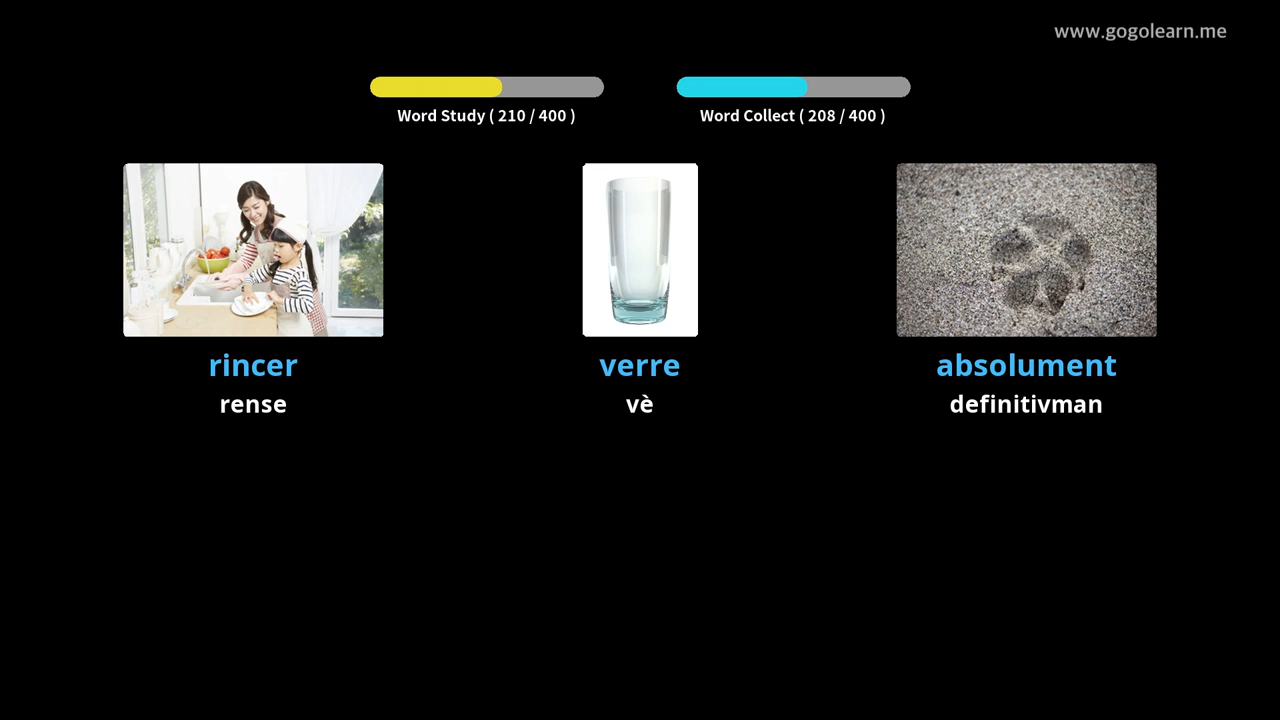 www.gogolearn.me
Word Study ( 210 / 400 )
Word Collect ( 208 / 400 )
rincer
rense
verre
vè
absolument
definitivman